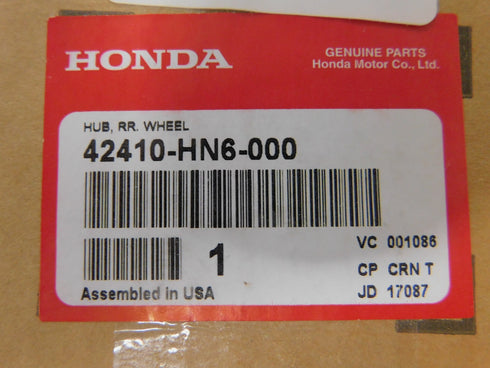 HONDA
GENUINE PARTS
Honda Motor Co., Ltd.
HUB, RR. WHEEL
42410-HN6-000
1
VC 001086
CP CRN T
Assembled in USA
JD 17087